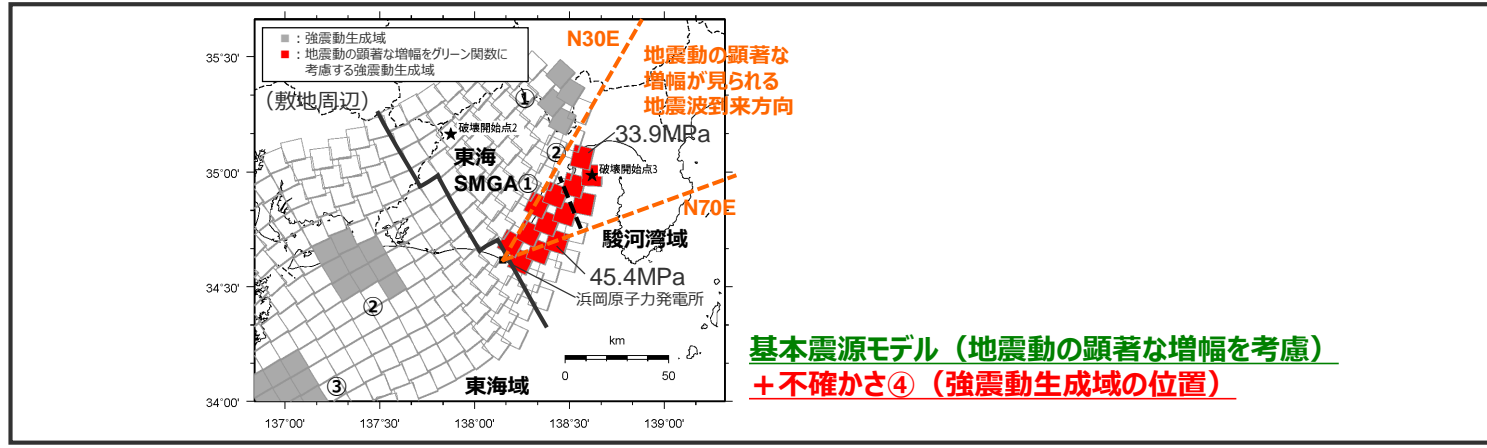 ■：強震動生成域
■：地震動の顕著な増幅をグリーン関数に
考慮する強震動生成域
（敷地周辺）
N30E
地震動の顕著な
増幅が見られる
地震波到来方向
35°30'
①
★破壊開始点2
33.9MPa
②
東海
SMGA①
★破壊開始点3
35°00'
N70E
駿河湾域
45.4MPa
浜岡原子力発電所
34°30'
②
km
0
50
③
東海域
34°00'
137°00'
137°30'
138°00'
138°30'
139°00'
基本震源モデル（地震動の顕著な増幅を考慮）
＋不確かさ④（強震動生成域の位置）